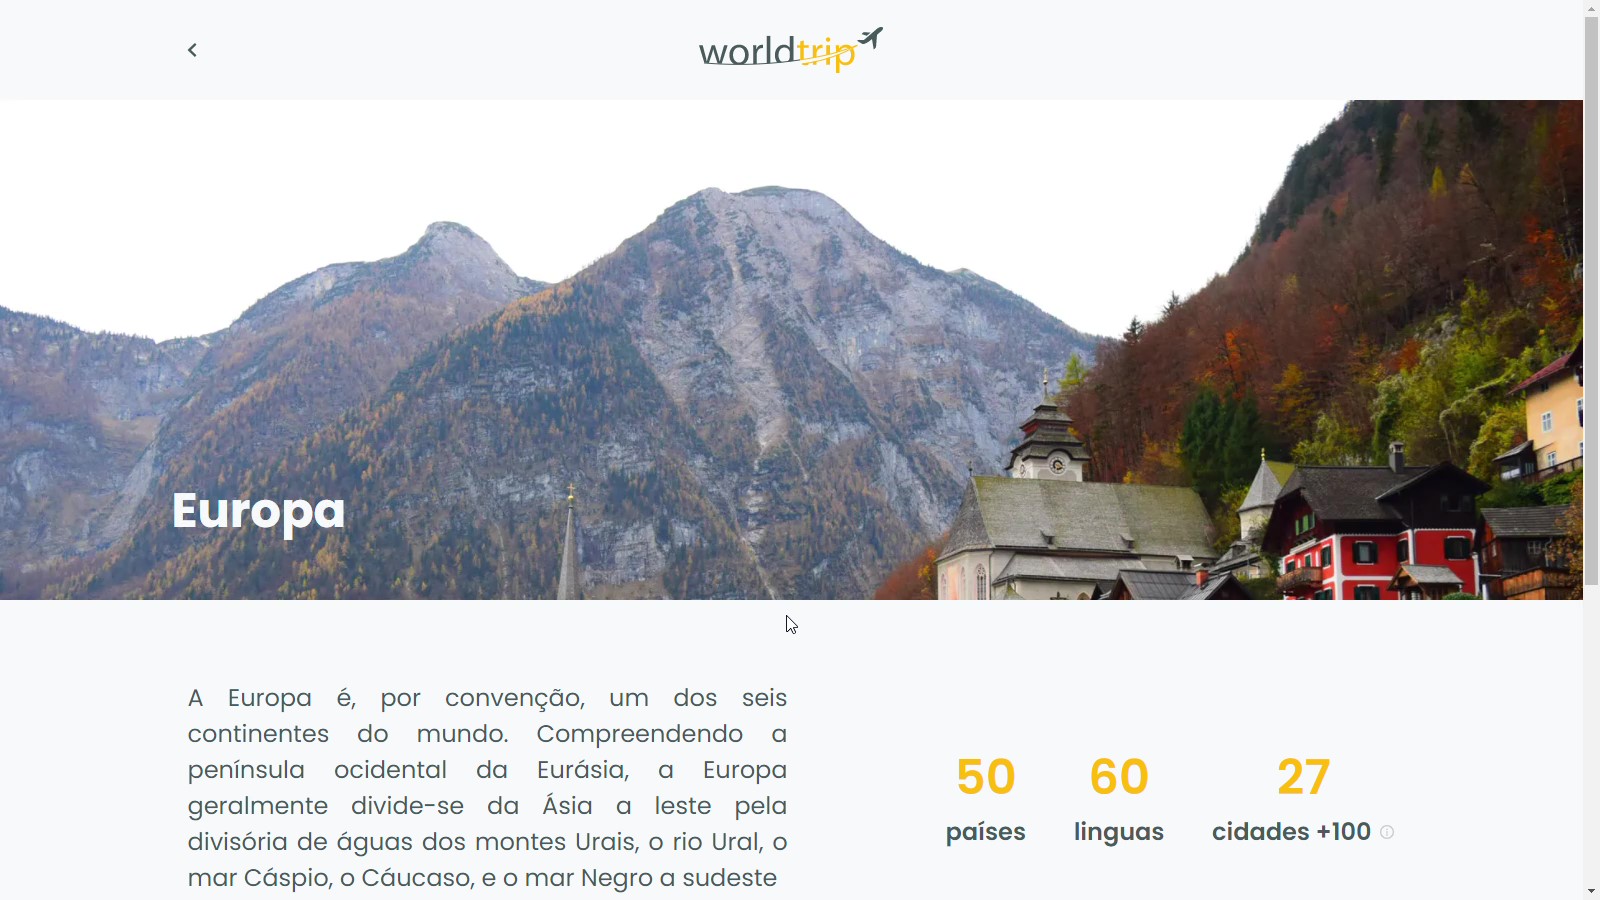 worldtrip
Europa
A Europa é, por convenção, um dos seis
continentes do mundo. Compreendendo a
península ocidental da Eurásia, a Europa
geralmente divide-se da Ásia a leste pela
divisória de águas dos montes Urais, o rio Ural, o
mar Cáspio, o Cáucaso, e o mar Negro a sudeste
50 60 27
países linguas cidades +100